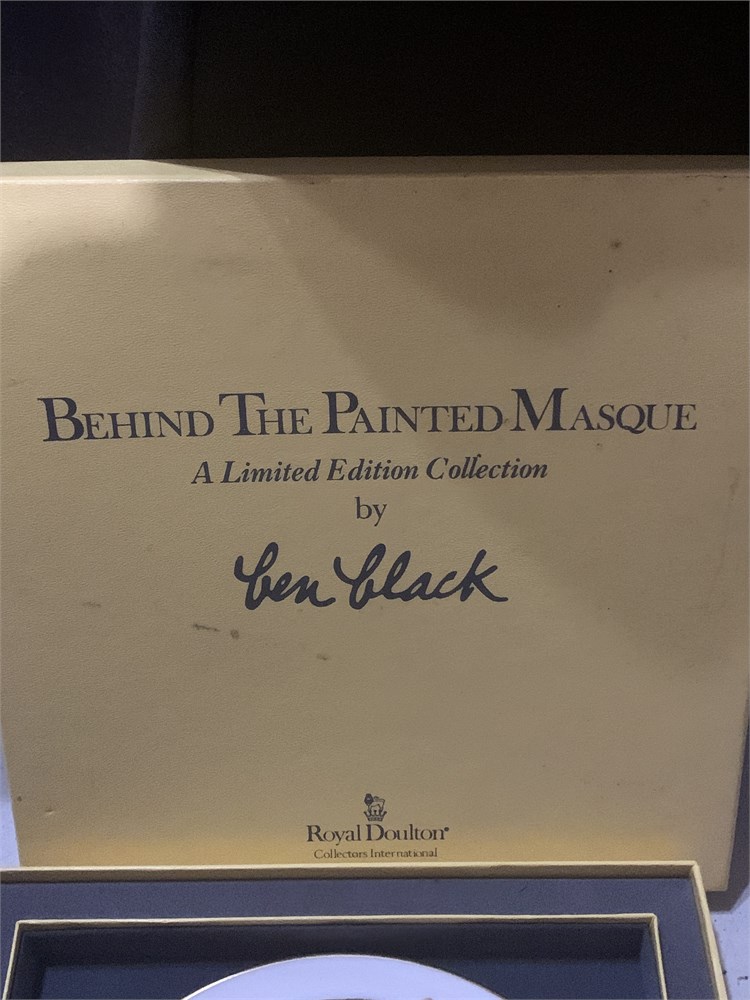 BEHIND THE PAINTED MASQUE
A Limited Edition Collection
by
ben black
Royal Doulton®
Collectors International